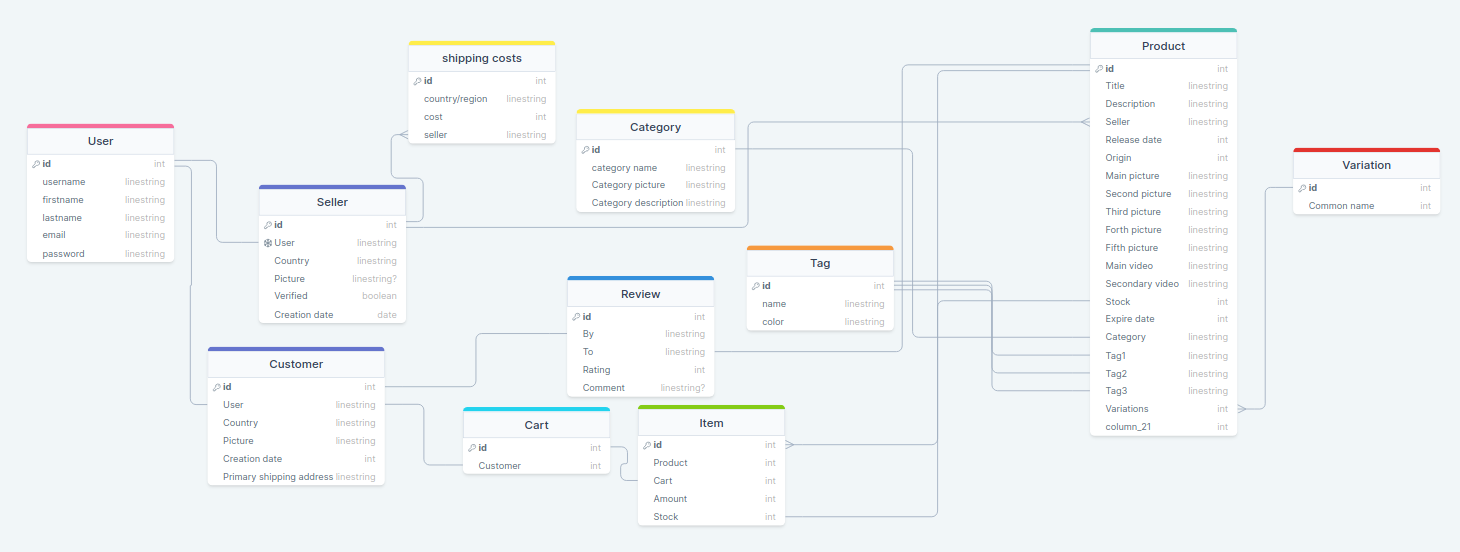 User
id int
username linestring
firstname linestring
lastname linestring
email linestring
password linestring
Seller
id int
User linestring
Country linestring
Picture linestring?
Verified boolean
Creation date date
Customer
id int
User linestring
Country linestring
Picture linestring
Creation date int
Primary shipping address linestring
shipping costs
id int
country/region linestring
cost int
seller linestring
Category
id int
category name linestring
Category picture linestring
Category description linestring
Review
id int
By linestring
To linestring
Rating int
Comment linestring?
Cart
id int
Customer int
Item
id int
Product int
Cart int
Amount int
Stock int
Tag
id int
name linestring
color linestring
Product
id int
Title linestring
Description linestring
Seller linestring
Release date int
Origin int
Main picture linestring
Second picture linestring
Third picture linestring
Forth picture linestring
Fifth picture linestring
Main video linestring
Secondary video linestring
Stock int
Expire date int
Category linestring
Tag1 linestring
Tag2 linestring
Tag3 linestring
Variations int
column_21 int
Variation
id int
Common name int